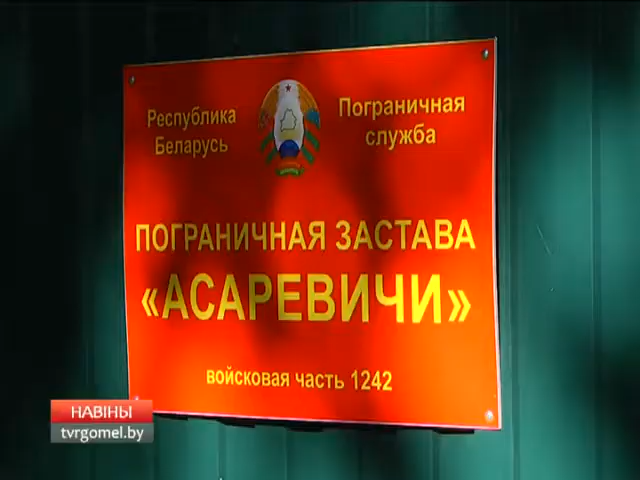 Республика
Беларусь
Пограничная
служба
ПОГРАНИЧНАЯ ЗАСТАВА
«АСАРЕВИЧИ»
войсковая часть 1242
НАВІНЫ
tvrgomel.by